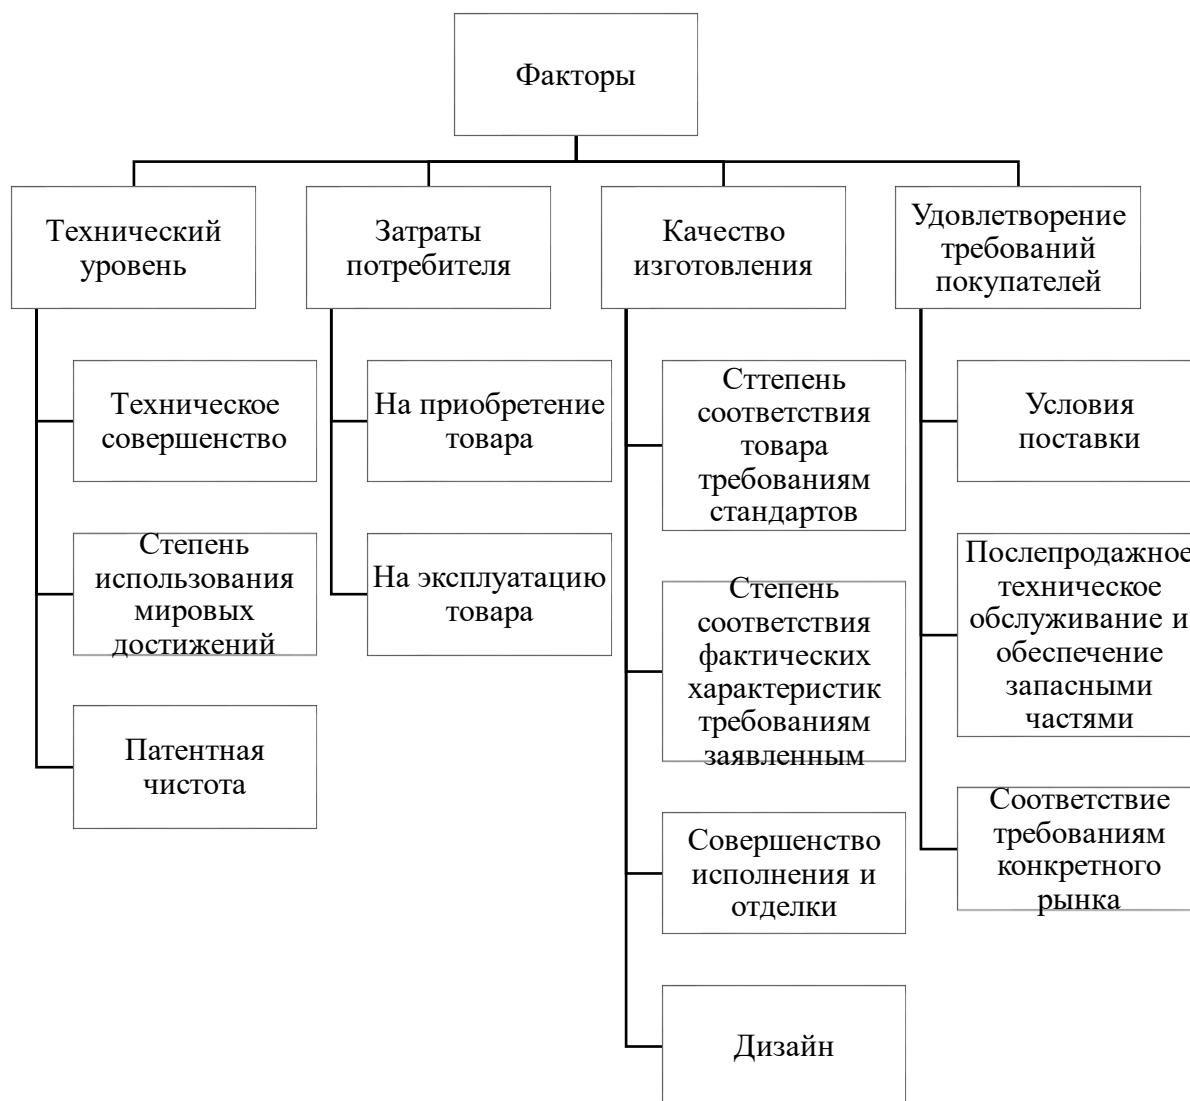 Факторы
Технический
уровень
Техническое
совершенство
Степень
использования
мировых
достижений
Патентная
чистота
Затраты
потребителя
На приобретение
товара
На эксплуатацию
товара
Качество
изготовления
Сттепень
соответствия
товара
требованиям
стандартов
Степень
соответствия
фактических
характеристик
требованиям
заявленным
Совершенство
исполнения и
отделки
Дизайн
Удовлетворение
требований
покупателей
Условия
поставки
Послепродажное
техническое
обслуживание и
обеспечение
запасными
частями
Соответствие
требованиям
конкретного
рынка